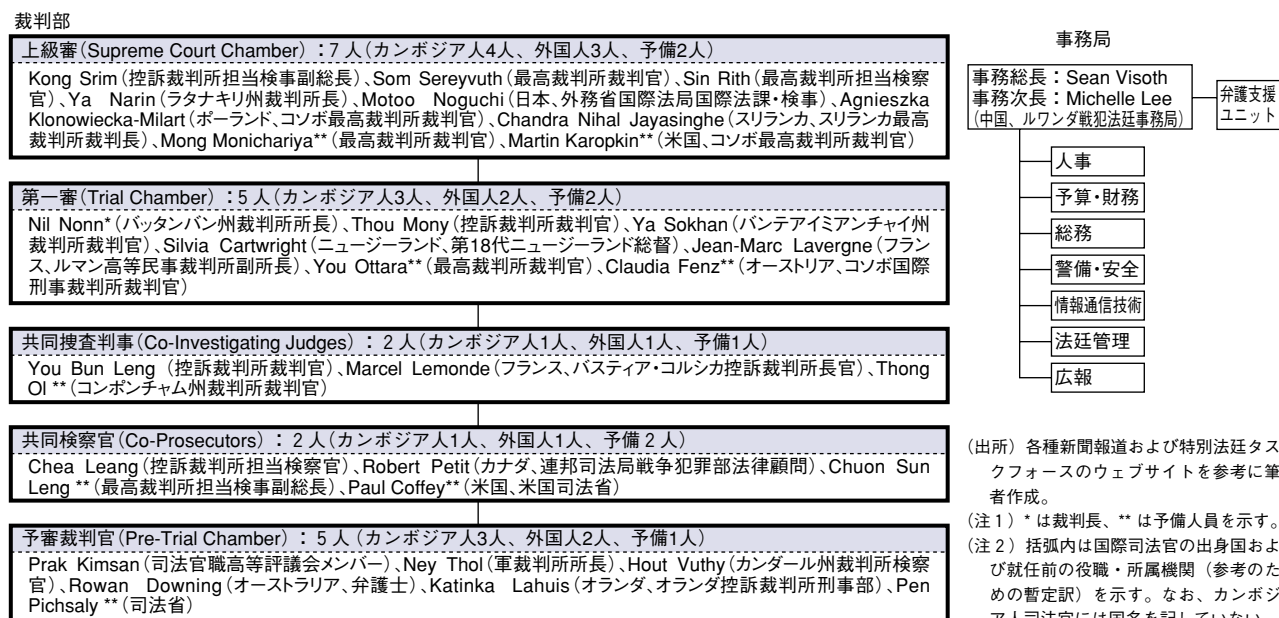 裁判部
上級審(Supreme Court Chamber)：7人(カンボジア人4人、外国人3人、予備2人)
Kong Srim(控訴裁判所担当検事副総長)、Som Sereyvuth(最高裁判所裁判官)、Sin Rith(最高裁判所担当検察
官)、Ya Narin(ラタナキリ州裁判所長)、Motoo Noguchi(日本、外務省国際法局国際法課・検事)、Agnieszka
Klonowiecka-Milart(ポーランド、コソボ最高裁判所裁判官)、Chandra Nihal Jayasinghe(スリランカ、スリランカ最高
裁判所裁判長)、Mong Monichariya**(最高裁判所裁判官)、Martin Karopkin**(米国、コソボ最高裁判所裁判官)
第一審(Trial Chamber)：5人(カンボジア人3人、外国人2人、予備2人)
Nil Nonn*(バッタンバン州裁判所所長)、Thou Mony(控訴裁判所裁判官)、Ya Sokhan(バンテアイミアンチャイ州
裁判所裁判官)、Silvia Cartwright(ニュージーランド、第18代ニュージーランド総督)、Jean-Marc Lavergne(フラン
ス、ルマン高等民事裁判所副所長)、You Ottara**(最高裁判所裁判官)、Claudia Fenz**(オーストリア、コソボ国際
刑事裁判所裁判官)
共同捜査判事(Co-Investigating Judges)：2人(カンボジア人1人、外国人1人、予備1人)
You Bun Leng (控訴裁判所裁判官)、Marcel Lemonde(フランス、バスティア・コルシカ控訴裁判所長官)、Thong
Ol **(コンポンチャム州裁判所裁判官)
共同検察官(Co-Prosecutors)：2人(カンボジア人1人、外国人1人、予備2人)
Chea Leang(控訴裁判所担当検察官)、Robert Petit(カナダ、連邦司法局戦争犯罪部法律顧問)、Chuon Sun
Leng **(最高裁判所担当検事副総長)、Paul Coffey**(米国、米国司法省)
予審裁判官(Pre-Trial Chamber)：5人(カンボジア人3人、外国人2人、予備1人)
Prak Kimsan(司法官職高等評議会メンバー)、Ney Thol(軍裁判所所長)、Hout Vuthy(カンダール州裁判所検察
官)、Rowan Downing(オーストラリア、弁護士)、Katinka Lahuis(オランダ、オランダ控訴裁判所刑事部)、Pen
Pichsaly **(司法省)
事務局
事務総長：Sean Visoth
事務次長：Michelle Lee
(中国、ルワンダ戦犯法廷事務局)
弁護支援
ユニット
人事
予算・財務
総務
警備・安全
情報通信技術
法廷管理
広報
(出所)各種新聞報道および特別法廷タス
クフォースのウェブサイトを参考に筆
者作成。
(注1)* は裁判長、** は予備人員を示す。
(注2)括弧内は国際司法官の出身国およ
び就任前の役職・所属機関（参考のた
めの暫定訳）を示す。なお、カンボジ
ア人司法官には国名を記していない。